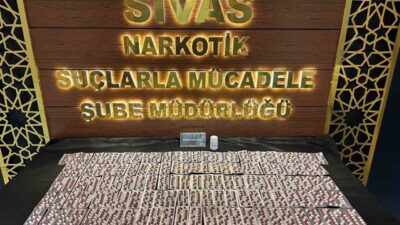 SİVAS
NARKOTİK
SUÇLARLA MÜCADELE
ŞUBE MÜDÜRLÜĞÜ